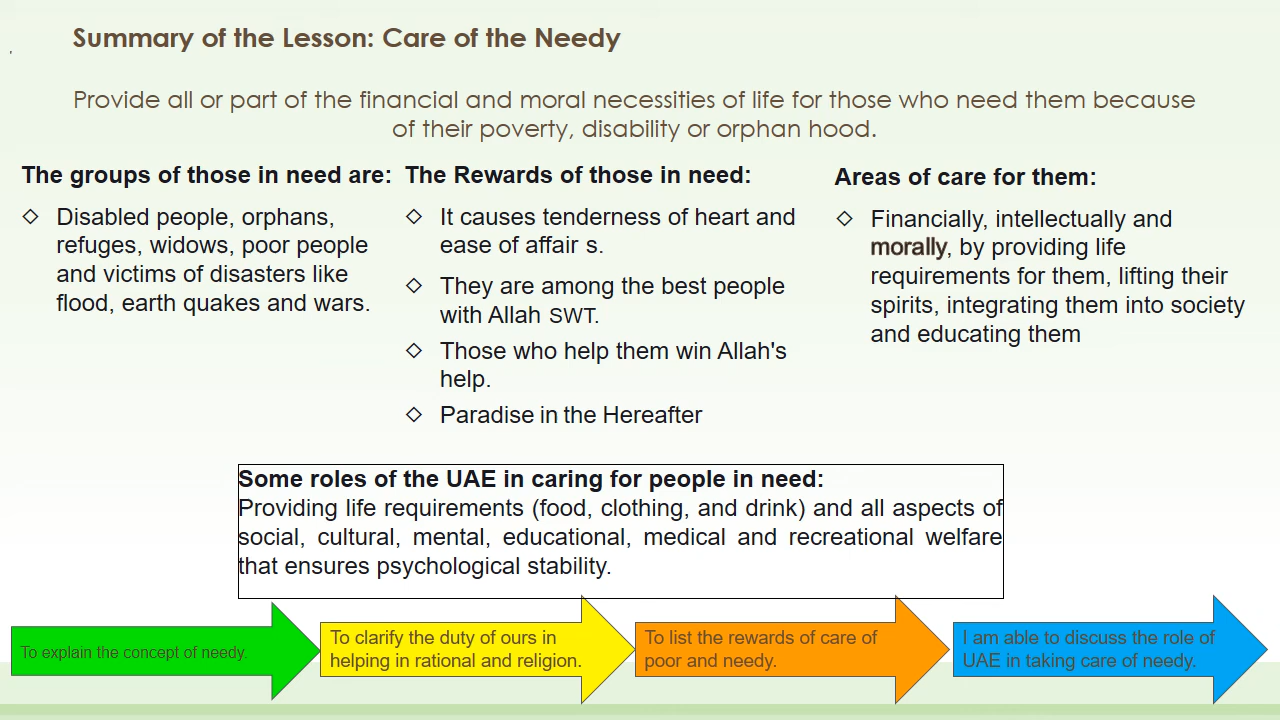 Summary of the Lesson: Care of the Needy
,
Provide all or part of the financial and moral necessities of life for those who need them because
of their poverty, disability or orphan hood.
The groups of those in need are:
Disabled people, orphans,
refuges, widows, poor people
and victims of disasters like
flood, earth quakes and wars.
The Rewards of those in need:
It causes tenderness of heart and
ease of affair s.
They are among the best people
with Allah SWT.
Those who help them win Allah's
help.
Paradise in the Hereafter
Areas of care for them:
Financially, intellectually and
morally, by providing life
requirements for them, lifting their
spirits, integrating them into society
and educating them
Some roles of the UAE in caring for people in need:
Providing life requirements (food, clothing, and drink) and all aspects of
social, cultural, mental, educational, medical and recreational welfare
that ensures psychological stability.
To explain the concept of needy.
To clarify the duty of ours in
helping in rational and religion.
To list the rewards of care of
poor and needy.
I am able to discuss the role of
UAE in taking care of needy.